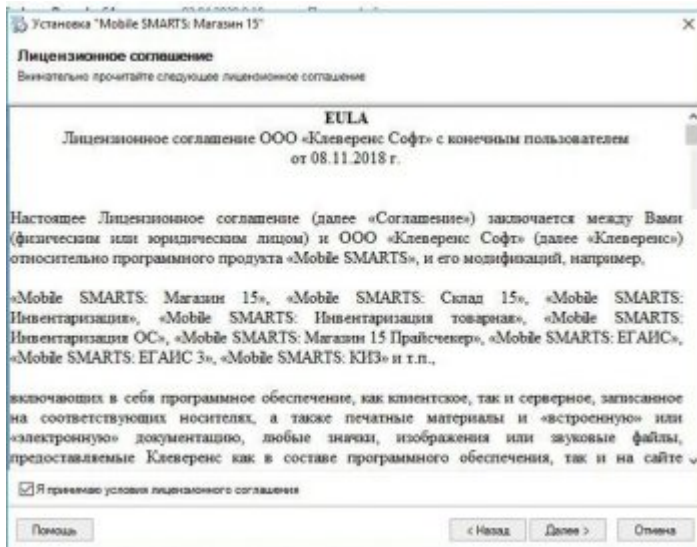 Установка "Mobile SMARTS: Магазин 15"
Лицензионное соглашение
Внимательно прочитайте следующее лицензионное соглашение
EULA
Лицензионное соглашение ООО «Клеверенс Софт» с конечным пользователем
от 08.11.2018 г.
Настоящее Лицензионное соглашение (далее «Соглашение») заключается между Вами
(физическим или юридическим лицом) и ООО «Клеверенс Софт» (далее «Клеверенс»)
относительно программного продукта «Mobile SMARTS», и его модификаций, например,
«Mobile SMARTS: Магазин 15», «Mobile SMARTS: Склад 15», «Mobile SMARTS:
Инвентаризация», «Mobile SMARTS: Инвентаризация товарная», «Mobile SMARTS:
Инвентаризация ОС», «Mobile SMARTS: Магазин 15 Прайсчекер», «Mobile SMARTS: ЕГАИС»,
«Mobile SMARTS: ЕГАИС 3», «Mobile SMARTS: КИЗ» и т.п.,
включающих в себя программное обеспечение, как клиентское, так и серверное, записанное
на соответствующих носителях, а также печатные материалы и «встроенную» или
«электронную» документацию, любые значки, изображения или звуковые файлы,
предоставляемые Клеверенс как в составе программного обеспечения, так и на сайте
Я принимаю условия лицензионного соглашения
Помощь
< Назад
Далее >
Отмена